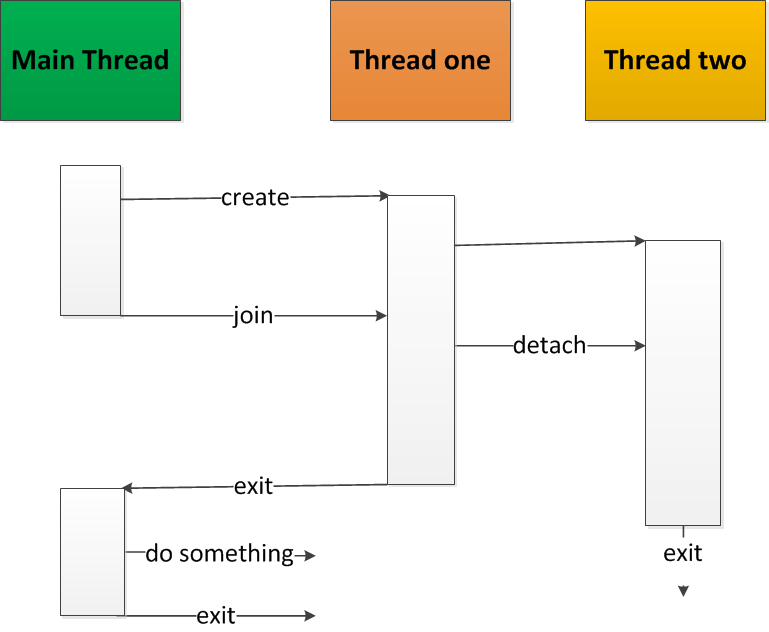 Main Thread
Thread one
Thread two
create
join
detach
exit
do something
exit
exit